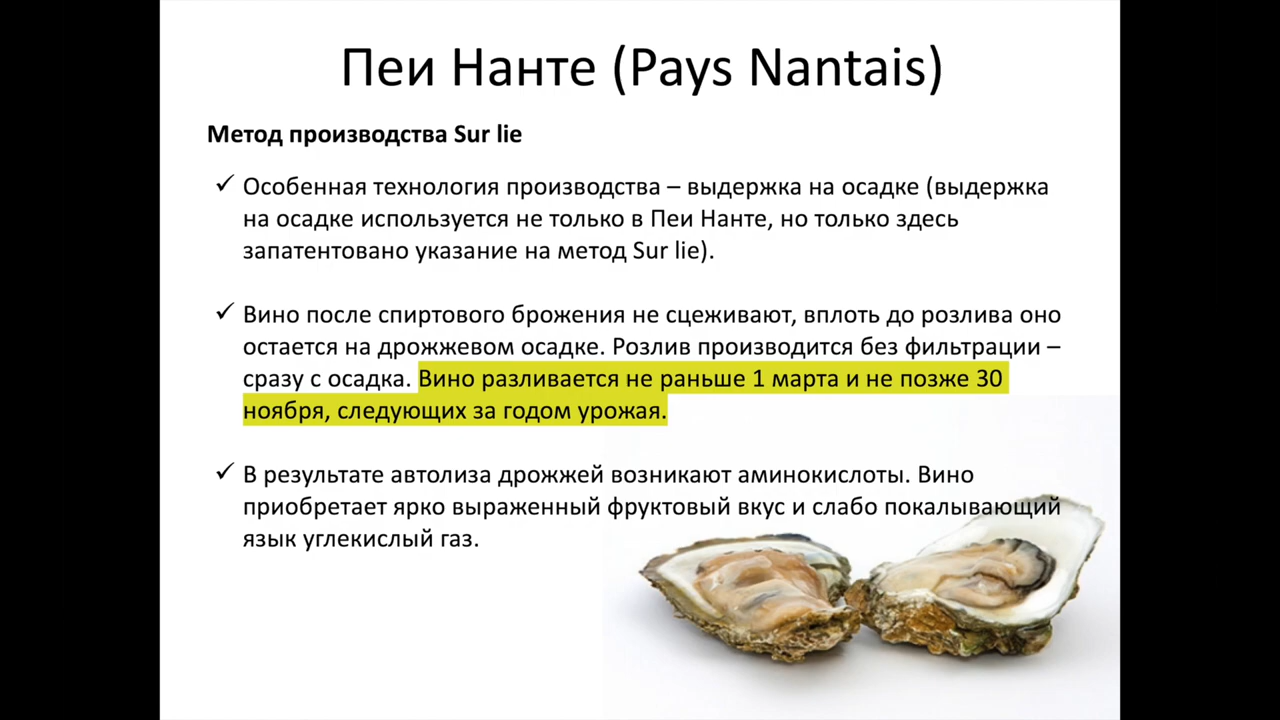 Пеи Нанте (Pays Nantais)
Метод производства Sur lie
✓ Особенная технология производства – выдержка на осадке (выдержка
на осадке используется не только в Пеи Нанте, но только здесь
запатентовано указание на метод Sur lie).
✓ Вино после спиртового брожения не сцеживают, вплоть до розлива оно
остается на дрожжевом осадке. Розлив производится без фильтрации –
сразу с осадка. Вино разливается не раньше 1 марта и не позже 30
ноября, следующих за годом урожая.
✓ В результате автолиза дрожжей возникают аминокислоты. Вино
приобретает ярко выраженный фруктовый вкус и слабо покалывающий
язык углекислый газ.